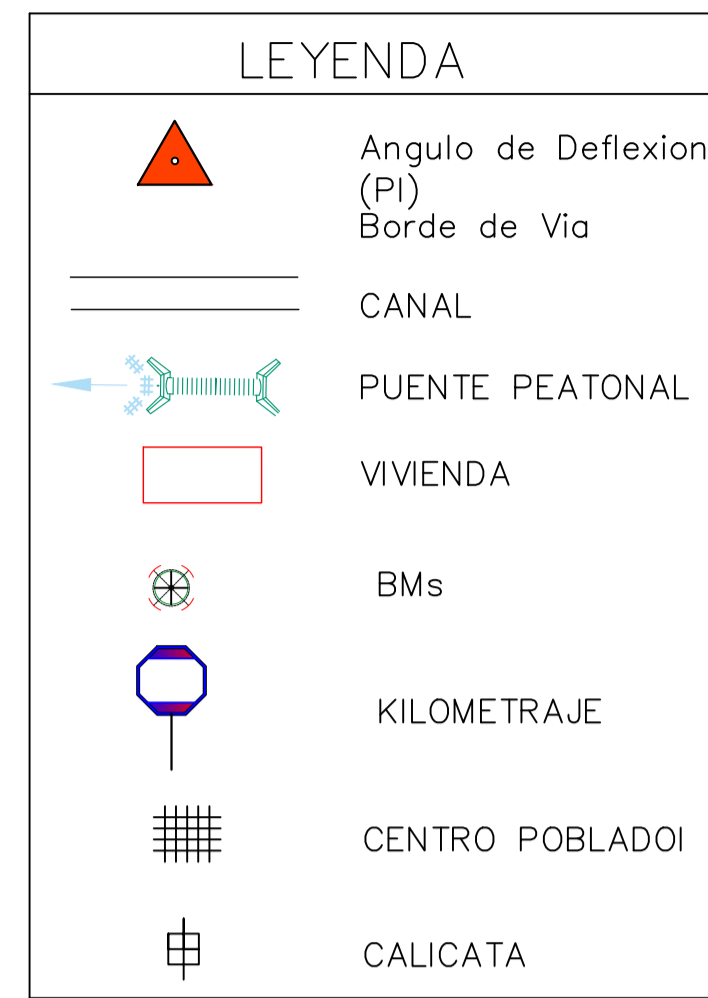 LEYENDA
Angulo de Deflexion
(PI)
Borde de Via
CANAL
PUENTE PEATONAL
VIVIENDA
BMs
KILOMETRAJE
CENTRO POBLADOI
CALICATA